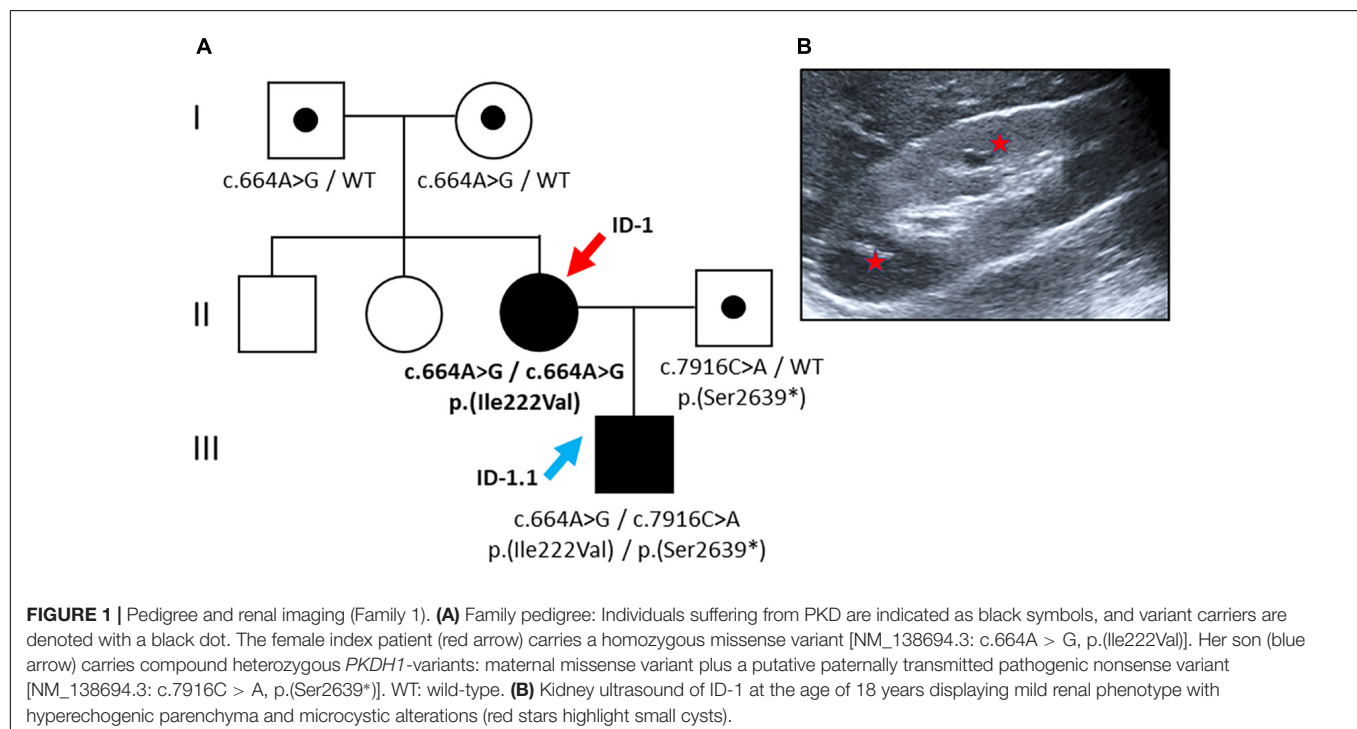 A
B
I
c.664A>G / WT
c.664A>G / WT
ID-1
II
c.664A>G / c.664A>G
p.(Ile222Val)
c.7916C>A / WT
p.(Ser2639*)
III
ID-1.1
c.664A>G / c.7916C>A
p.(Ile222Val) / p.(Ser2639*)
FIGURE 1 | Pedigree and renal imaging (Family 1). (A) Family pedigree: Individuals suffering from PKD are indicated as black symbols, and variant carriers are
denoted with a black dot. The female index patient (red arrow) carries a homozygous missense variant [NM_138694.3: c.664A > G, p.(Ile222Val)]. Her son (blue
arrow) carries compound heterozygous PKDH1-variants: maternal missense variant plus a putative paternally transmitted pathogenic nonsense variant
[NM_138694.3: c.7916C > A, p.(Ser2639*)]. WT: wild-type. (B) Kidney ultrasound of ID-1 at the age of 18 years displaying mild renal phenotype with
hyperechogenic parenchyma and microcystic alterations (red stars highlight small cysts).